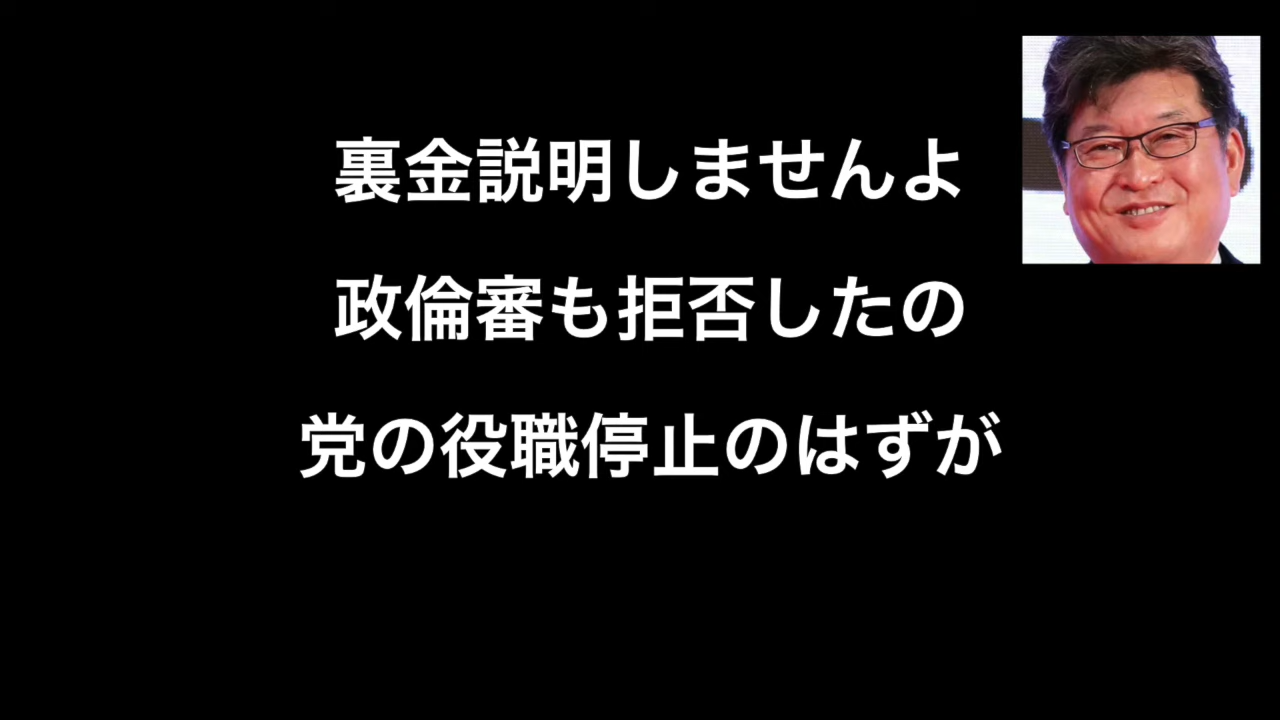 裏金説明しませんよ
政倫審も拒否したの
党の役職停止のはずが